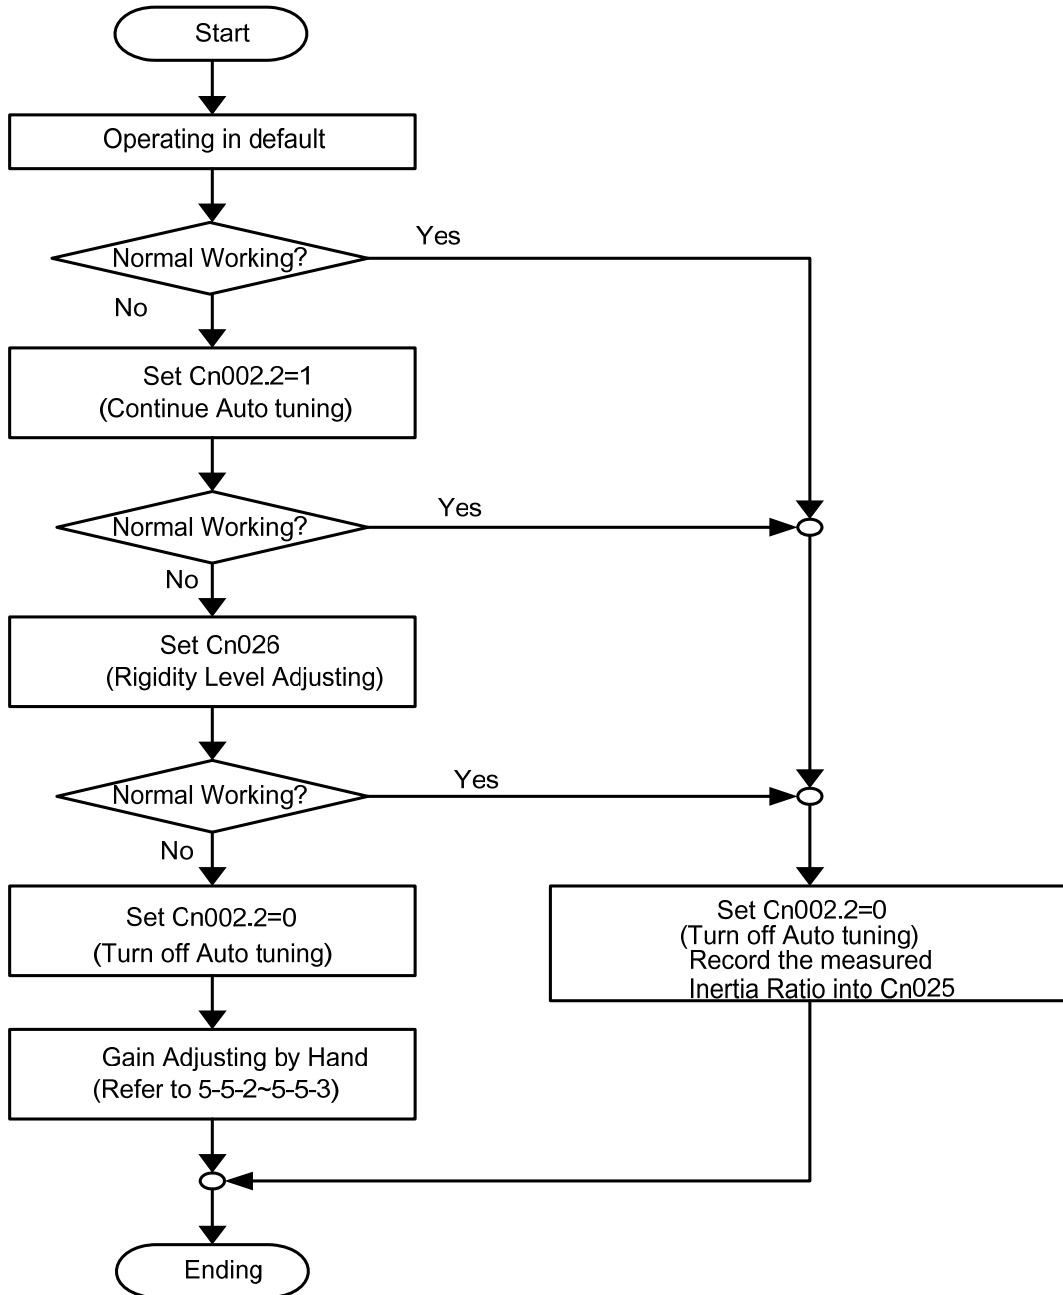 Start
Operating in default
Normal Working?
Yes
No
Set Cn002.2=1
(Continue Auto tuning)
Normal Working?
Yes
No
Set Cn026
(Rigidity Level Adjusting)
Normal Working?
Yes
No
Set Cn002.2=0
(Turn off Auto tuning)
Set Cn002.2=0
(Turn off Auto tuning)
Record the measured
Inertia Ratio into Cn025
Gain Adjusting by Hand
(Refer to 5-5-2~5-5-3)
Ending